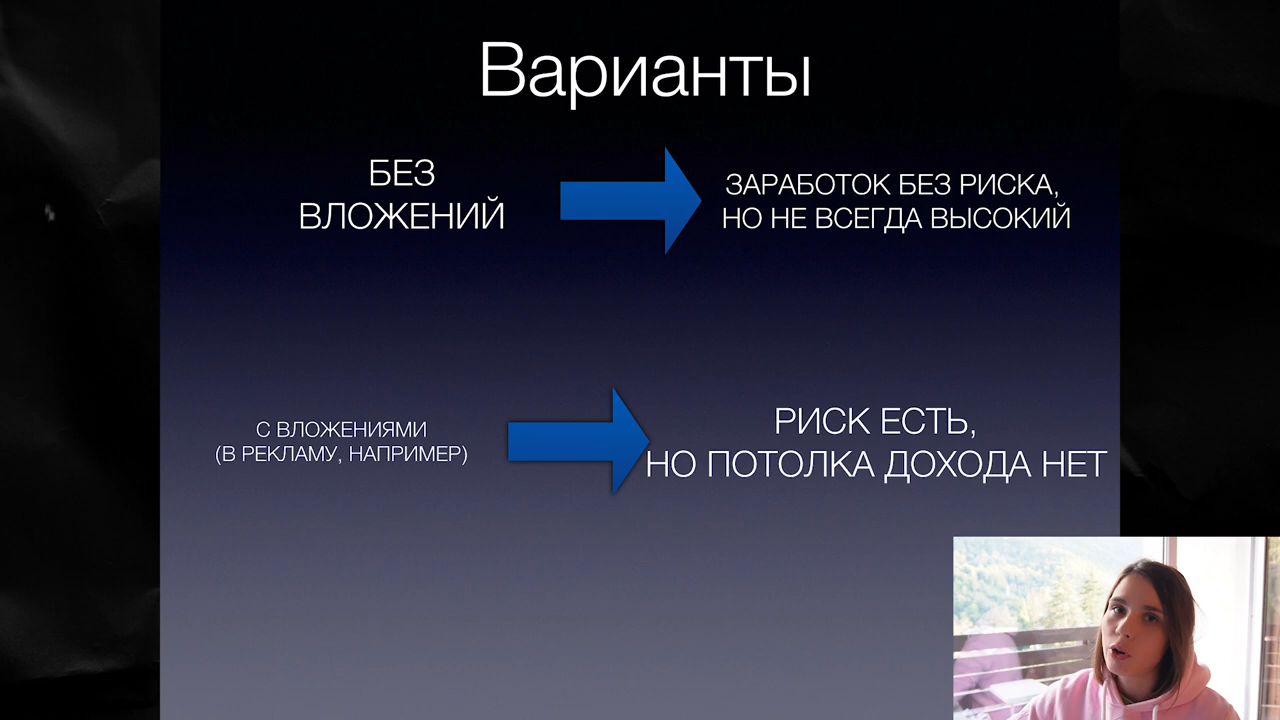 Варианты
БЕЗ
ВЛОЖЕНИЙ
ЗАРАБОТОК БЕЗ РИСКА,
НО НЕ ВСЕГДА ВЫСОКИЙ
С ВЛОЖЕНИЯМИ
(В РЕКЛАМУ, НАПРИМЕР)
РИСК ЕСТЬ,
НО ПОТОЛКА ДОХОДА НЕТ